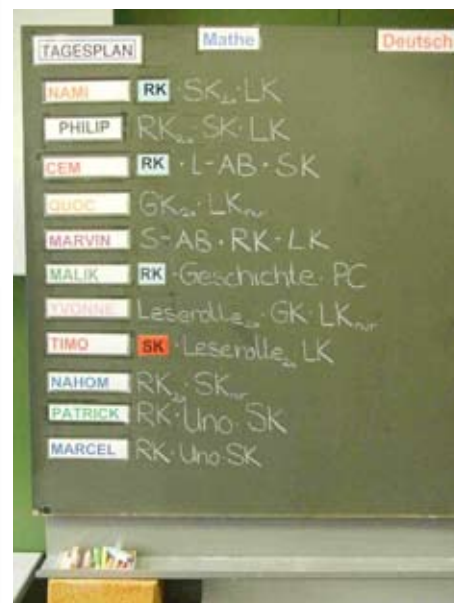 Mathe Deutsch
TAGESPLAN
NAMI RK · SK · LK
PHILIP RK · SK · LK
CEM RK · L-AB · SK
QUOC GK · LK
MARVIN S-AB · RK · LK
MALIK RK · Geschichte · PC
YVONNE Leserolle · GK · LK nur
TIMO SK · Leserolle LK
NAHOM RK · SK
PATRICK RK · Uno · SK
MARCEL RK · Uno · SK